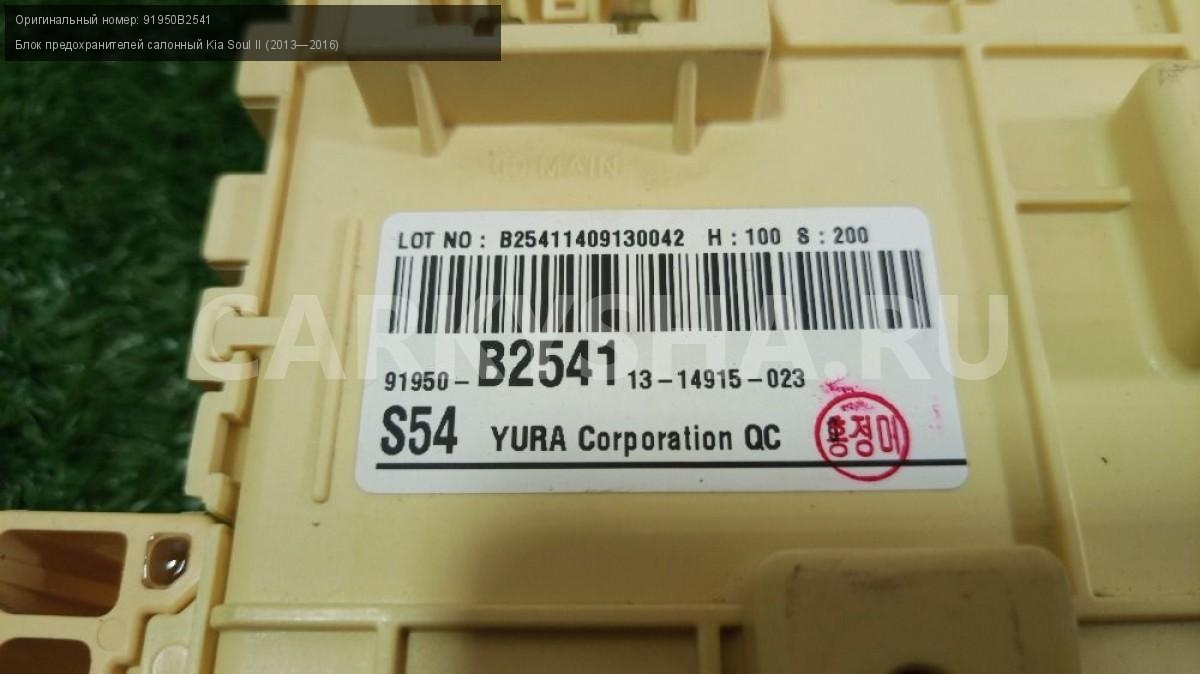 Оригинальный номер: 91950B2541
Блок предохранителей салонный Kia Soul II (2013—2016)
LOT NO : B25411409130042 H : 100 S : 200
CARKYSHA.RU
91950-B2541 13-14915-023
S54 YURA Corporation QC
홍정미